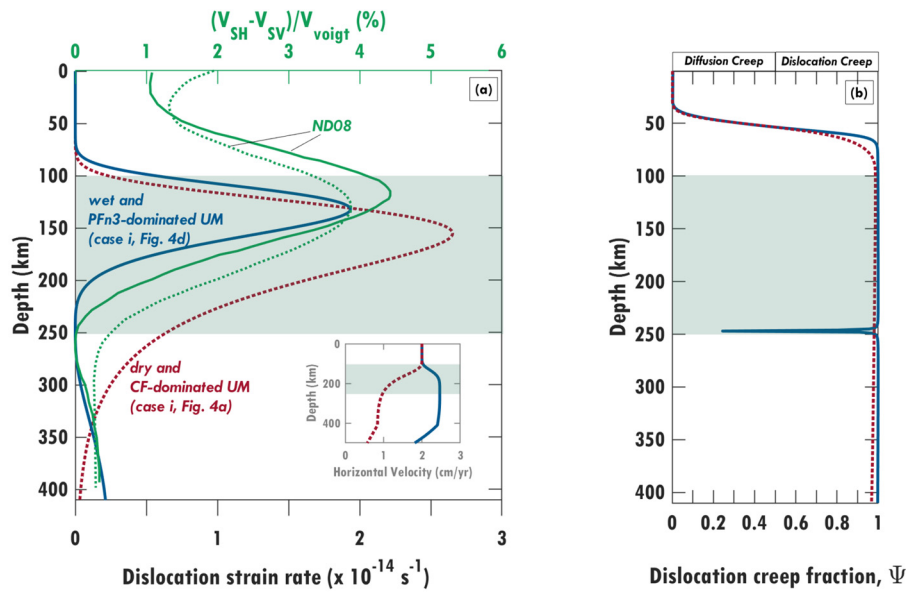 (V_SH-V_SV)/V_voigt (%)
0 1 2 3 4 5 6
(a)
ND08
0
50
100
150
200
250
300
350
400
Depth (km)
wet and
PFn3-dominated UM
(case i, Fig. 4d)
dry and
CF-dominated UM
(case i, Fig. 4a)
0
200
400
Depth (km)
0 1 2 3
Horizontal Velocity (cm/yr)
0 1 2 3
Dislocation strain rate (x 10^-14 s^-1)
Diffusion Creep Dislocation Creep
(b)
0
50
100
150
200
250
300
350
400
Depth (km)
0 0.2 0.4 0.6 0.8 1
Dislocation creep fraction, Ψ